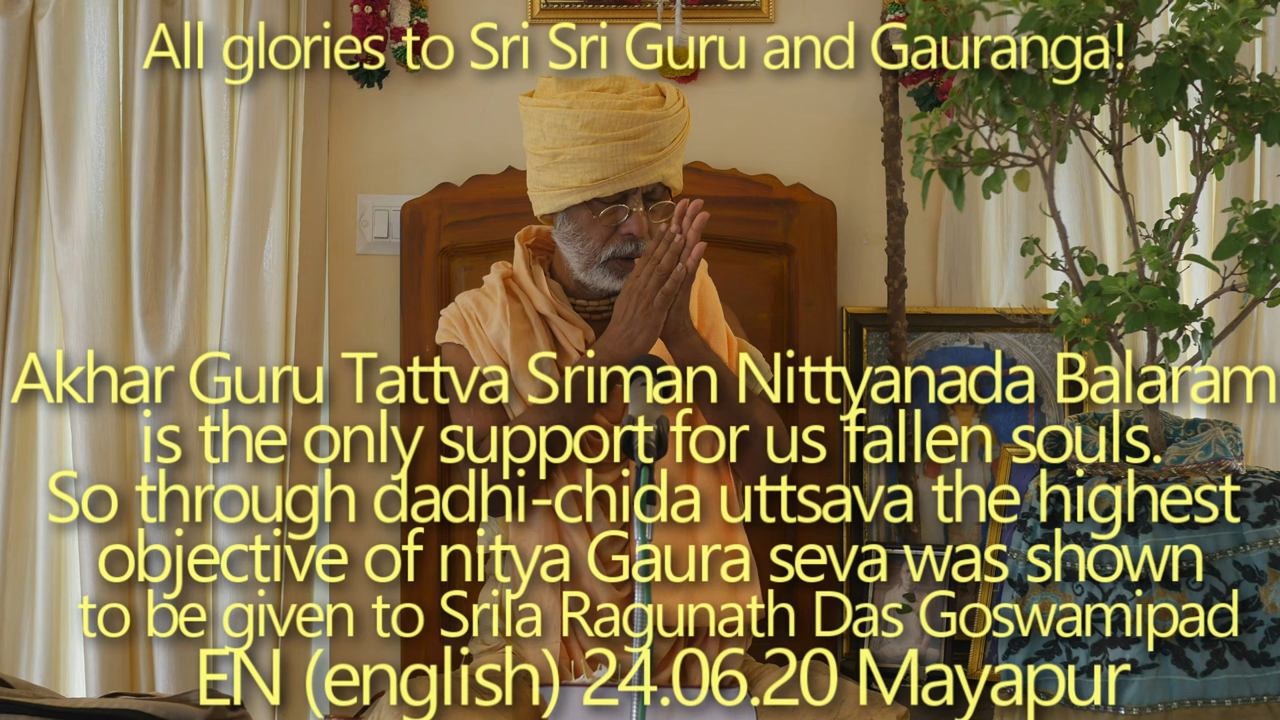 All glories to Sri Sri Guru and Gauranga!
Akhar Guru Tattva Sriman Nittyanada Balaram
is the only support for us fallen souls.
So through dadhi-chida uttsava the highest
objective of nitya Gaura seva was shown
to be given to Srila Ragunath Das Goswamipad
EN (english) 24.06.20 Mayapur